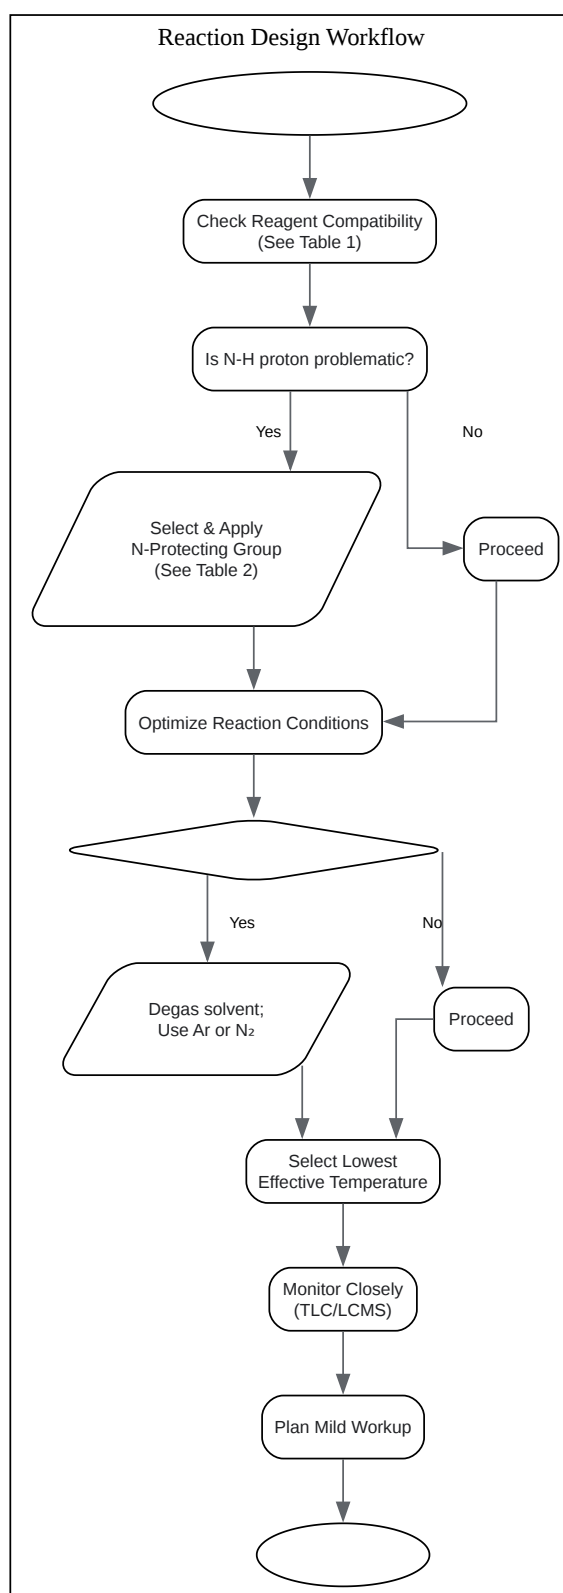 Reaction Design Workflow
Check Reagent Compatibility
(See Table 1)
Is N-H proton problematic?
Yes
No
Select & Apply
N-Protecting Group
(See Table 2)
Proceed
Optimize Reaction Conditions
Yes
No
Degas solvent;
Use Ar or N₂
Proceed
Select Lowest
Effective Temperature
Monitor Closely
(TLC/LCMS)
Plan Mild Workup